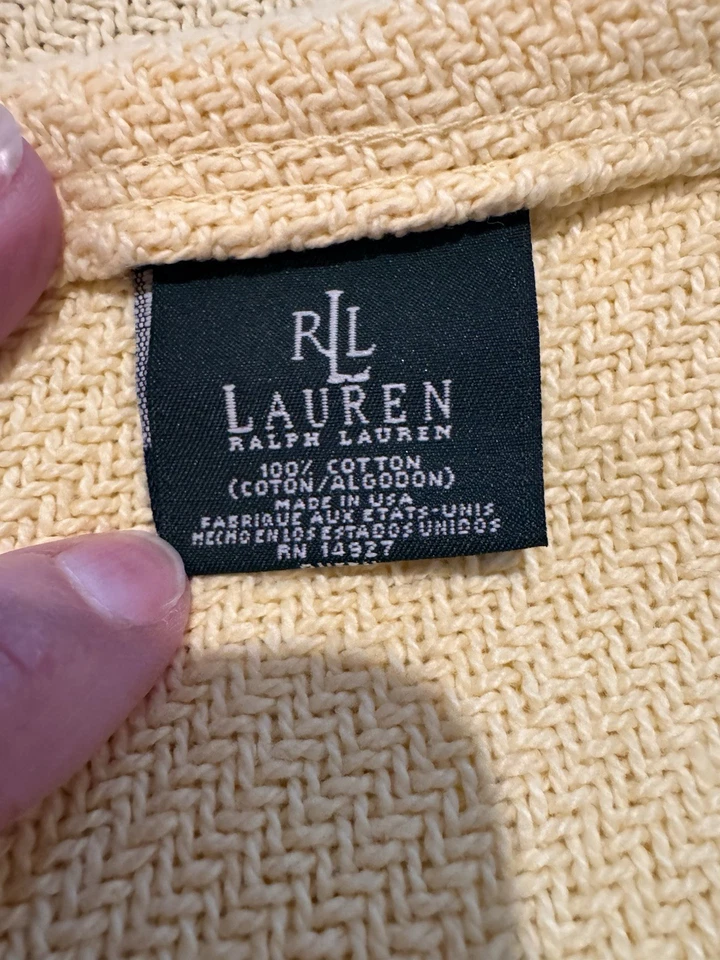 RLL
LAUREN
RALPH LAUREN
100% COTTON
(COTON/ALGODON)
MADE IN USA
FABRIQUE AUX ETATS-UNIS
HECHO EN LOS ESTADOS UNIDOS
RN 14927